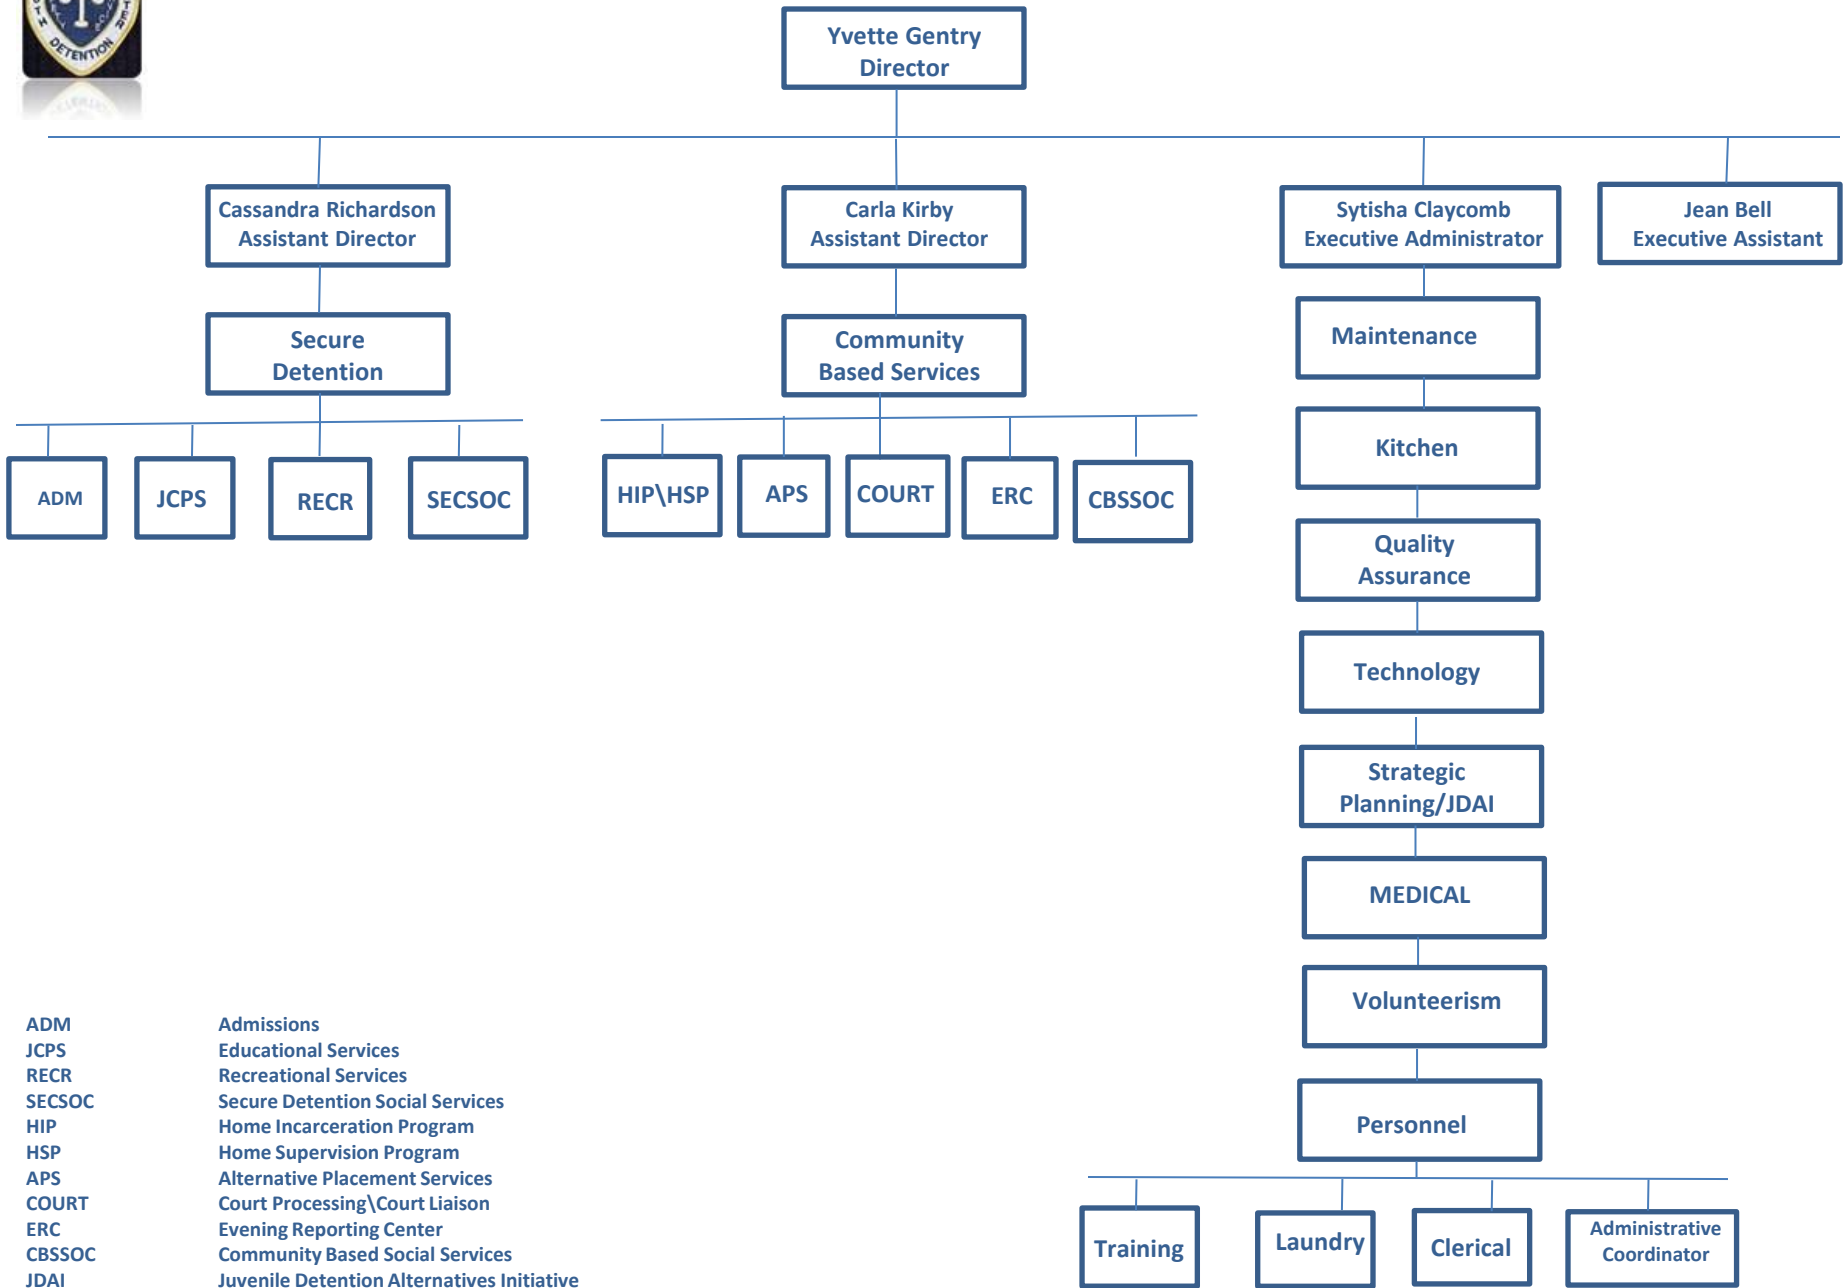 DETENTION
Yvette Gentry
Director
Cassandra Richardson
Assistant Director
Carla Kirby
Assistant Director
Sytisha Claycomb
Executive Administrator
Jean Bell
Executive Assistant
Secure
Detention
Community
Based Services
Maintenance
Kitchen
Quality
Assurance
Technology
Strategic
Planning/JDAI
MEDICAL
Volunteerism
Personnel
ADM
JCPS
RECR
SECSOC
HIP\HSP
APS
COURT
ERC
CBSSOC
Training
Laundry
Clerical
Administrative
Coordinator
ADM Admissions
JCPS Educational Services
RECR Recreational Services
SECSOC Secure Detention Social Services
HIP Home Incarceration Program
HSP Home Supervision Program
APS Alternative Placement Services
COURT Court Processing\Court Liaison
ERC Evening Reporting Center
CBSSOC Community Based Social Services
JDAI Juvenile Detention Alternatives Initiative